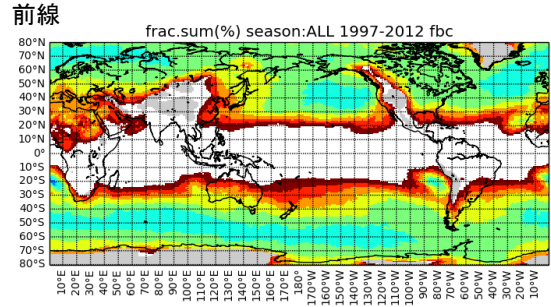 前線
frac.sum(%) season:ALL 1997-2012 fbc
80°N
70°N
60°N
50°N
40°N
30°N
20°N
10°N
0°
10°S
20°S
30°S
40°S
50°S
60°S
70°S
80°S
10°E 20°E 30°E 40°E 50°E 60°E 70°E 80°E 90°E 100°E 110°E 120°E 130°E 140°E 150°E 160°E 170°E 180° 170°W 160°W 150°W 140°W 130°W 120°W 110°W 100°W 90°W 80°W 70°W 60°W 50°W 40°W 30°W 20°W 10°W